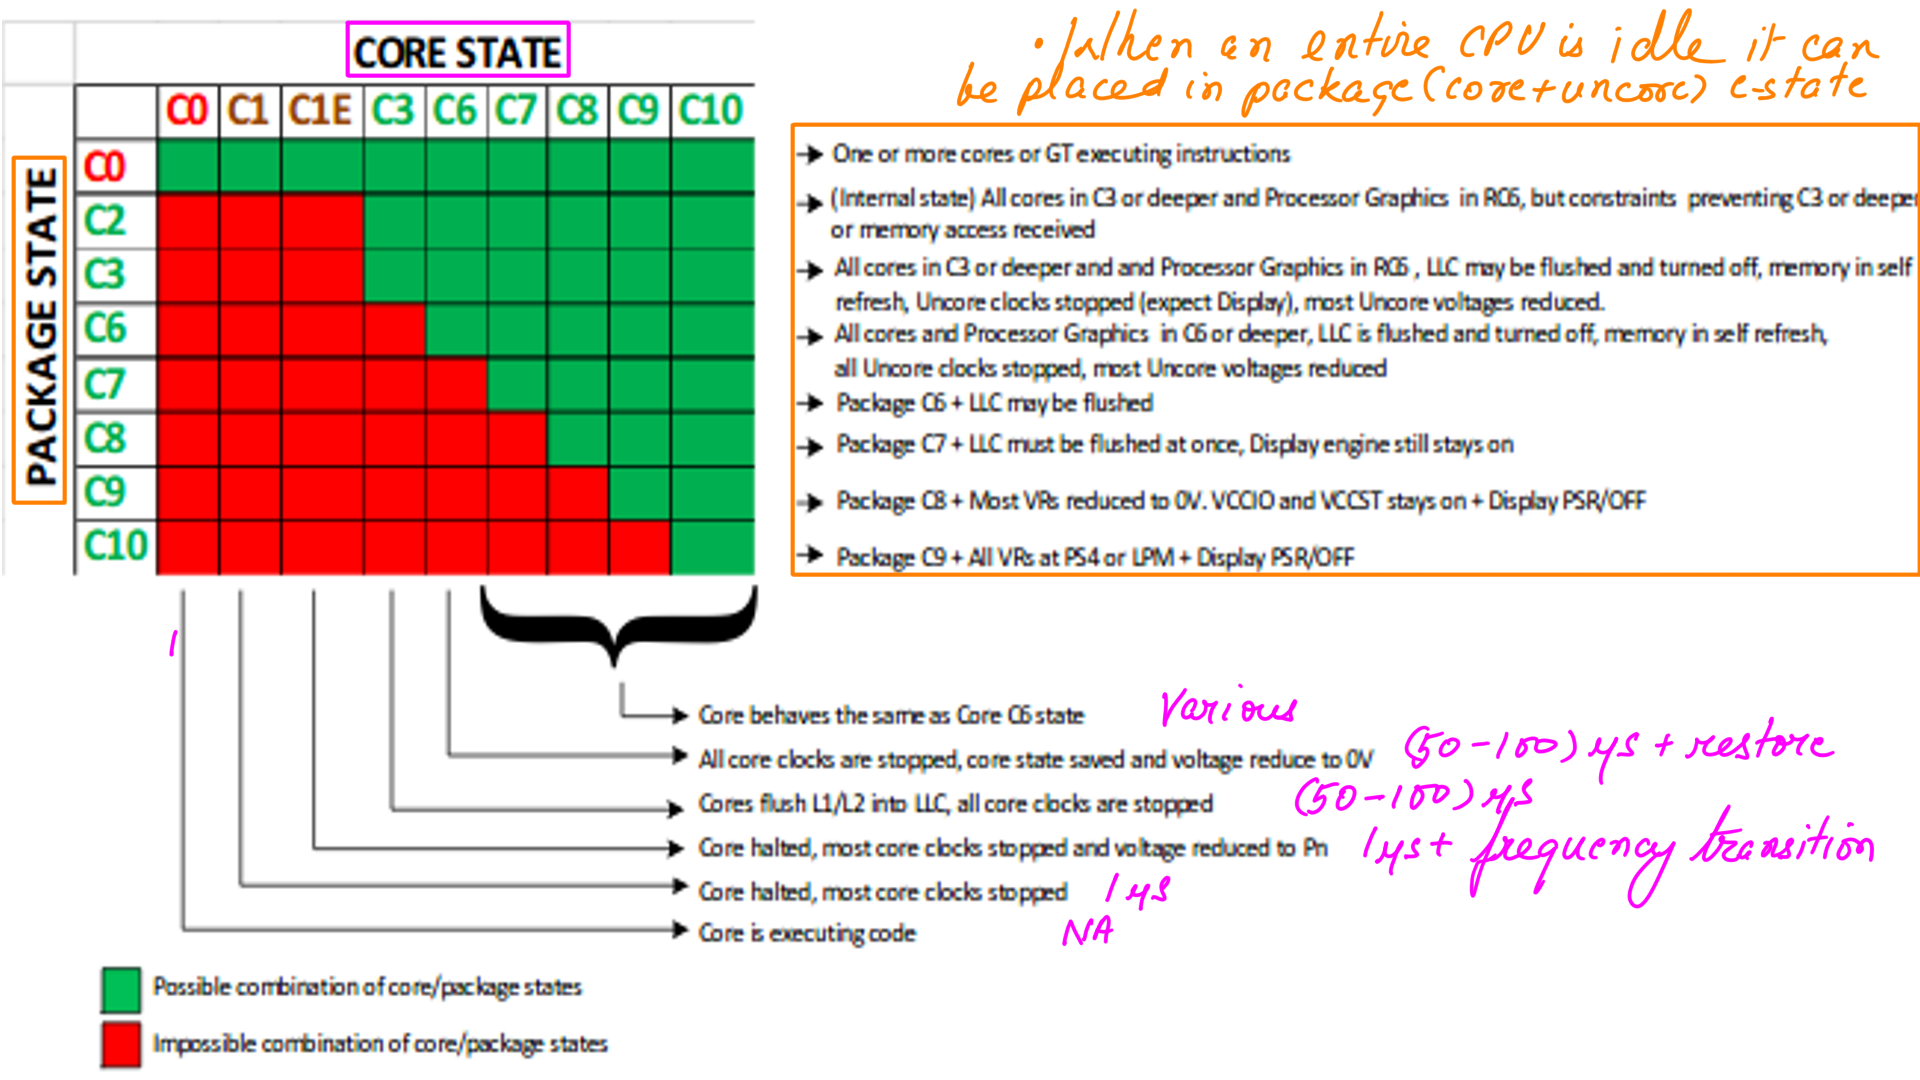 CORE STATE
• When an entire CPU is idle it can
be placed in package (core+uncore) c-state
C0 C1 C1E C3 C6 C7 C8 C9 C10
PACKAGE STATE
C0
C2
C3
C6
C7
C8
C9
C10
One or more cores or GT executing instructions
(Internal state) All cores in C3 or deeper and Processor Graphics in RC6, but constraints preventing C3 or deeper
or memory access received
All cores in C3 or deeper and and Processor Graphics in RC6 , LLC may be flushed and turned off, memory in self
refresh, Uncore clocks stopped (expect Display), most Uncore voltages reduced.
All cores and Processor Graphics in C6 or deeper, LLC is flushed and turned off, memory in self refresh,
all Uncore clocks stopped, most Uncore voltages reduced
Package C6 + LLC may be flushed
Package C7 + LLC must be flushed at once, Display engine still stays on
Package C8 + Most VRs reduced to 0V. VCCIO and VCCST stays on + Display PSR/OFF
Package C9 + All VRs at PS4 or LPM + Display PSR/OFF
Core behaves the same as Core C6 state Various
All core clocks are stopped, core state saved and voltage reduce to 0V (50-100) μs + restore
Cores flush L1/L2 into LLC, all core clocks are stopped (50-100) μs
Core halted, most core clocks stopped and voltage reduced to Pn 1μs + frequency transition
Core halted, most core clocks stopped 1 μs
Core is executing code NA
Possible combination of core/package states
Impossible combination of core/package states